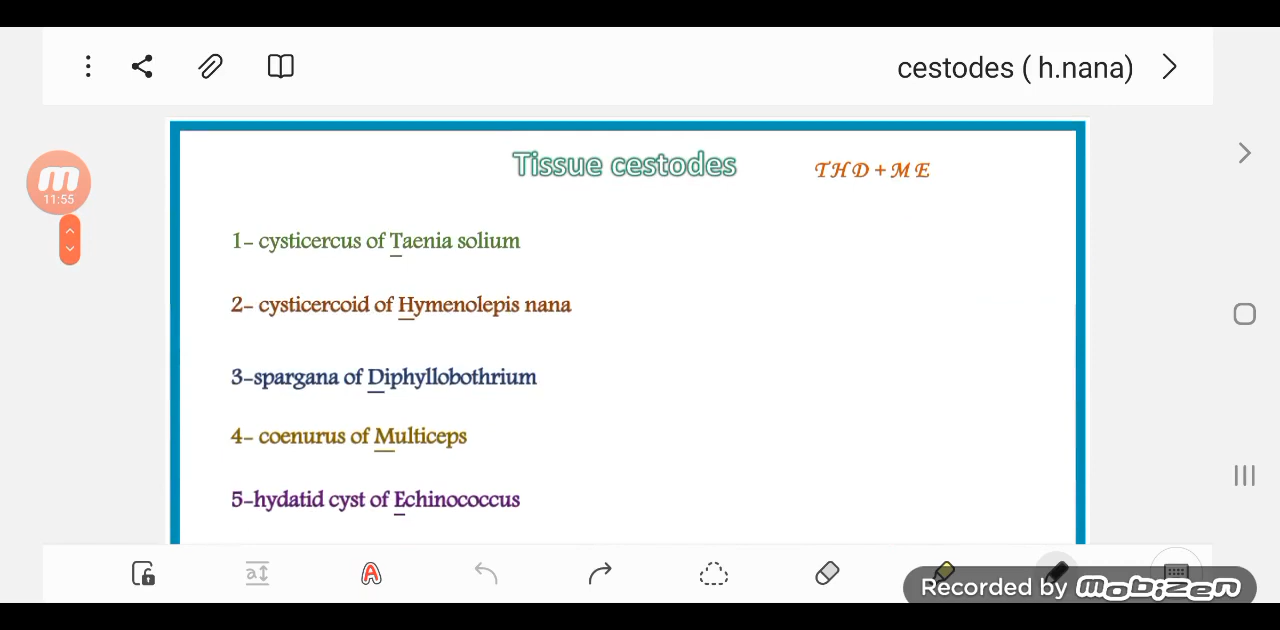 cestodes ( h.nana)
Tissue cestodes
THD + ME
11:55
1- cysticercus of Taenia solium
2- cysticercoid of Hymenolepis nana
3-spargana of Diphyllobothrium
4- coenurus of Multiceps
5-hydatid cyst of Echinococcus
Recorded by mobizen